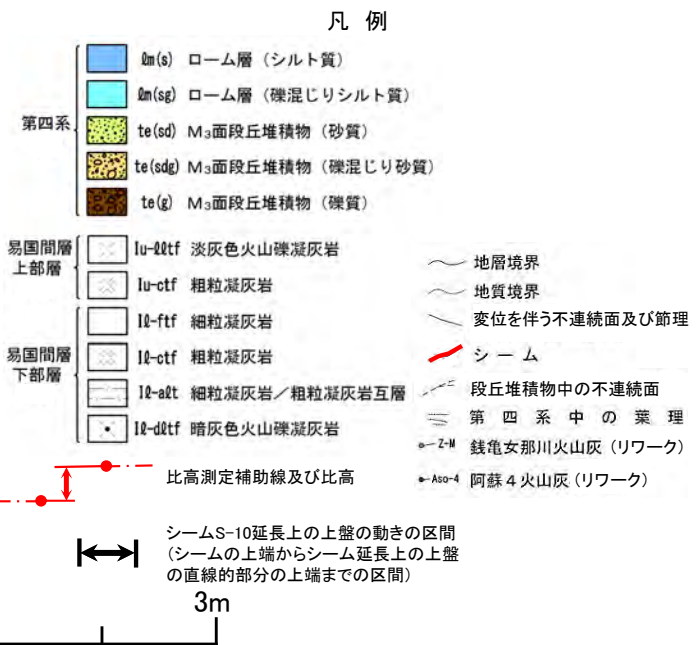 凡 例
第四系
ℓm(s) ローム層（シルト質）
ℓm(sg) ローム層（礫混じりシルト質）
te(sd) M₃面段丘堆積物（砂質）
te(sdg) M₃面段丘堆積物（礫混じり砂質）
te(g) M₃面段丘堆積物（礫質）
易国間層
上部層
Iu-ℓℓtf 淡灰色火山礫凝灰岩
Iu-ctf 粗粒凝灰岩
易国間層
下部層
Iℓ-ftf 細粒凝灰岩
Iℓ-ctf 粗粒凝灰岩
Iℓ-aℓt 細粒凝灰岩／粗粒凝灰岩互層
Iℓ-dℓtf 暗灰色火山礫凝灰岩
地層境界
地質境界
変位を伴う不連続面及び節理
シーム
段丘堆積物中の不連続面
第四系中の葉理
Z-M 銭亀女那川火山灰（リワーク）
Aso-4 阿蘇４火山灰（リワーク）
比高測定補助線及び比高
シームS-10延長上の上盤の動きの区間
（シームの上端からシーム延長上の上盤
の直線的部分の上端までの区間）
3m